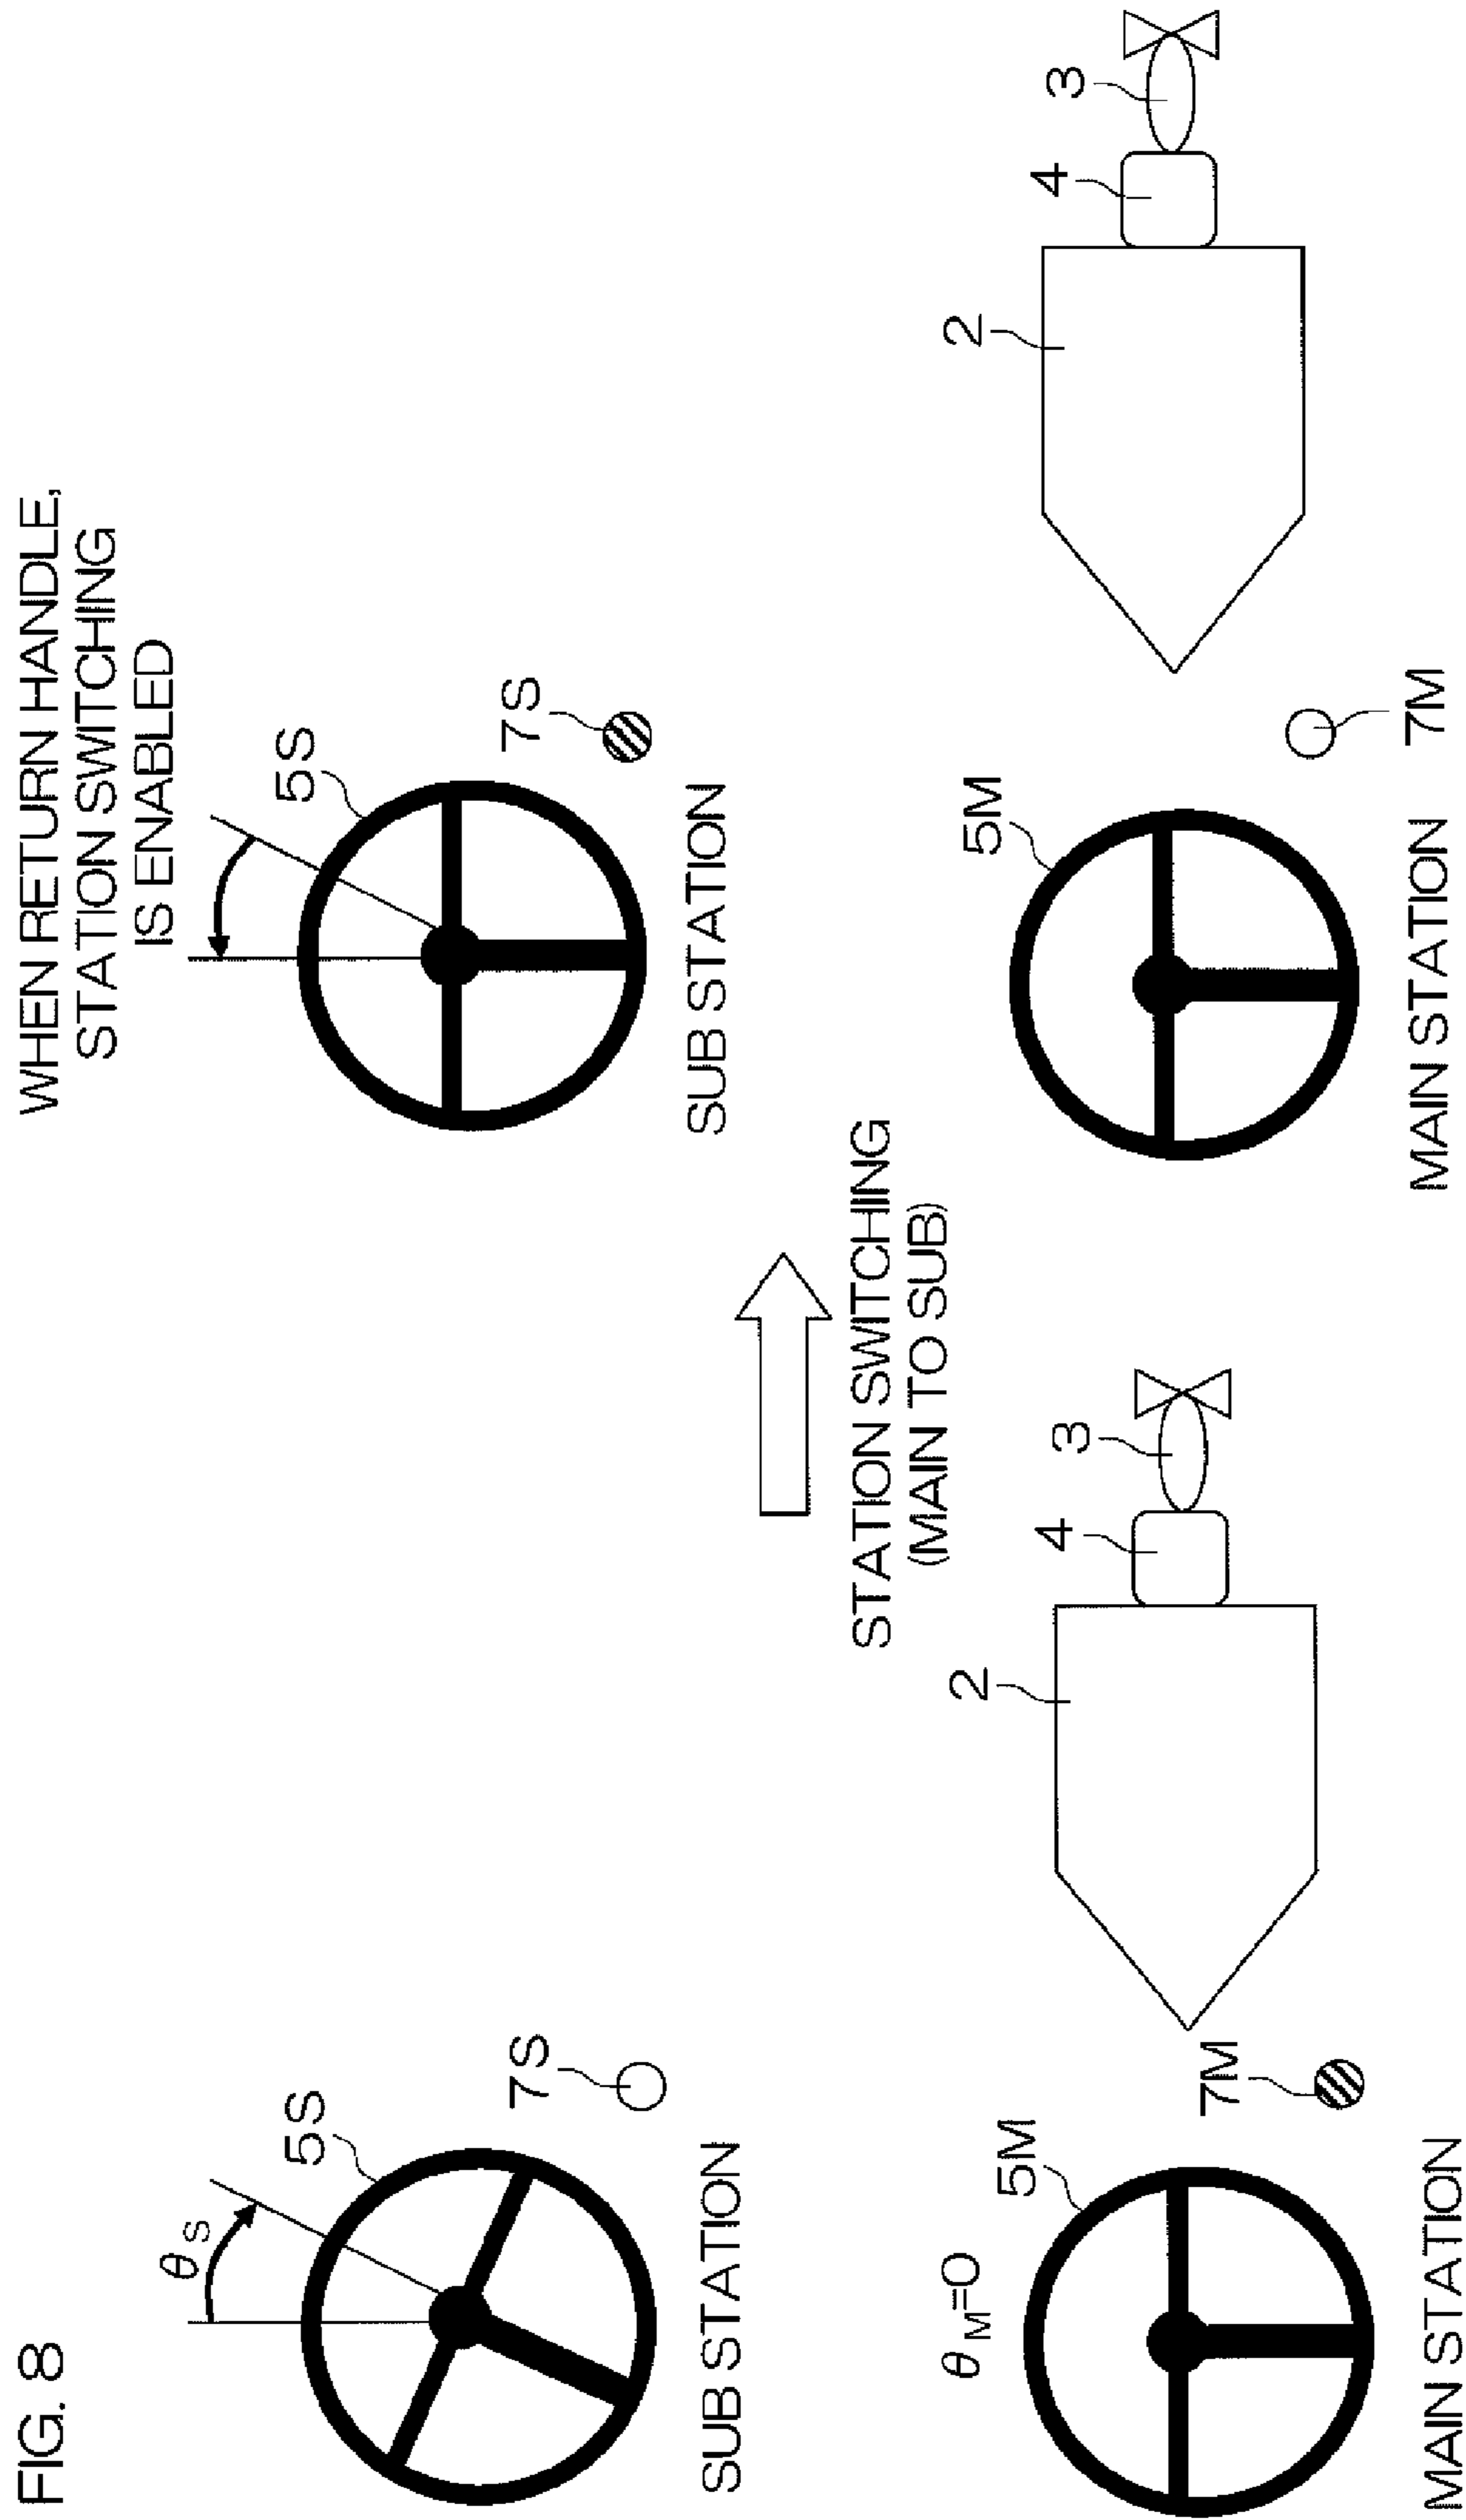 FIG. 8
WHEN RETURN HANDLE,
STATION SWITCHING
IS ENABLED
θS
5S
7S
SUB STATION
5S
7S
SUB STATION
STATION SWITCHING
(MAIN TO SUB)
θM=0
5M
7M
MAIN STATION
2
4
3
5M
7M
MAIN STATION
2
4
3